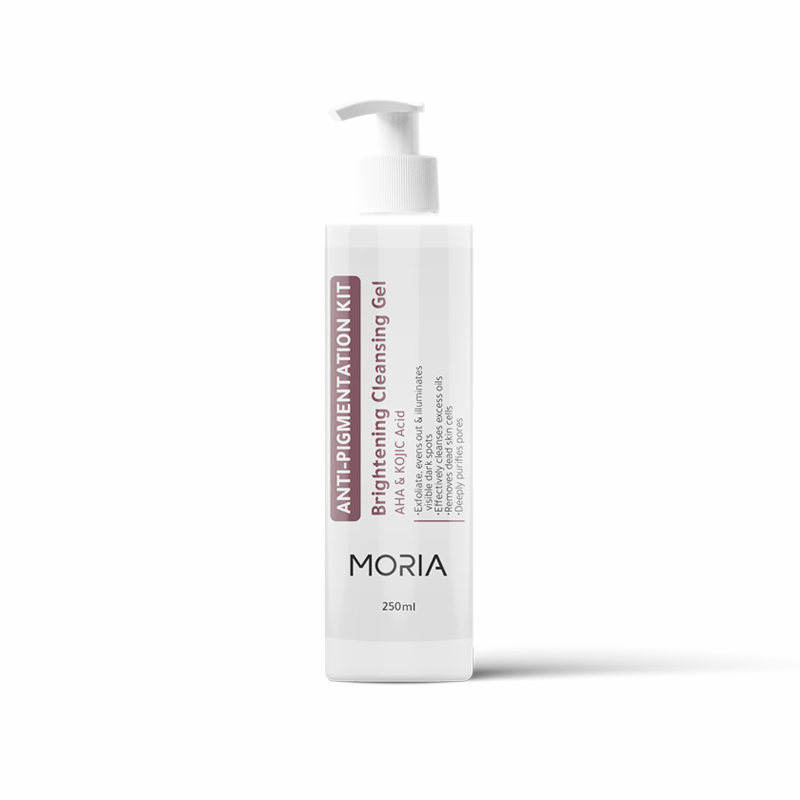 ANTI-PIGMENTATION KIT
Brightening Cleansing Gel
AHA & KOJIC Acid
•Exfoliate, evens out & illuminates
visible dark spots
•Effectively cleanses excess oils
•Removes dead skin cells
•Deeply purifies pores
MORIA
250ml